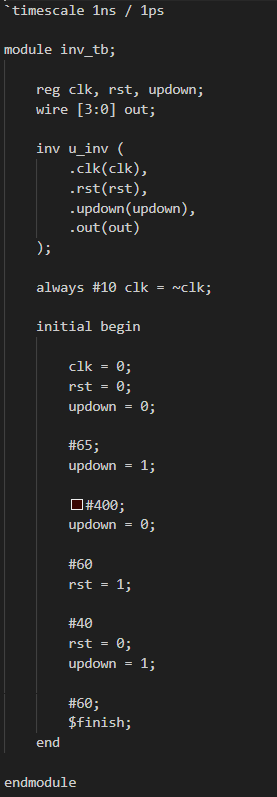 `timescale 1ns / 1ps
module inv_tb;
reg clk, rst, updown;
wire [3:0] out;
inv u_inv (
.clk(clk),
.rst(rst),
.updown(updown),
.out(out)
);
always #10 clk = ~clk;
initial begin
clk = 0;
rst = 0;
updown = 0;
#65;
updown = 1;
#400;
updown = 0;
#60
rst = 1;
#40
rst = 0;
updown = 1;
#60;
$finish;
end
endmodule